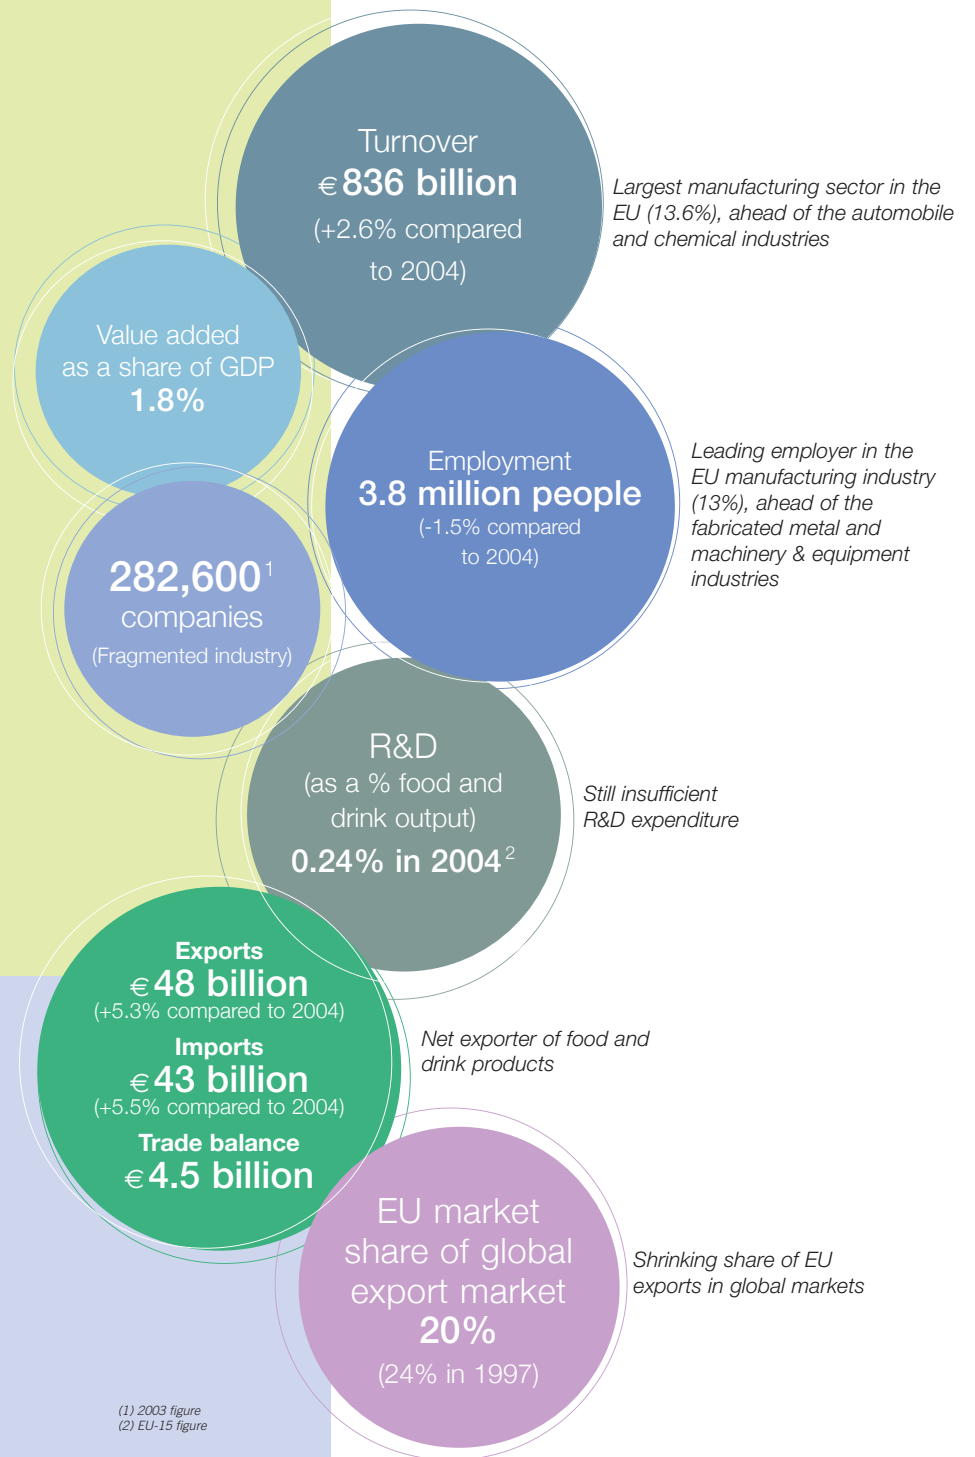 Turnover
€ 836 billion
(+2.6% compared
to 2004)
Largest manufacturing sector in the
EU (13.6%), ahead of the automobile
and chemical industries
Value added
as a share of GDP
1.8%
Employment
3.8 million people
(-1.5% compared
to 2004)
Leading employer in the
EU manufacturing industry
(13%), ahead of the
fabricated metal and
machinery & equipment
industries
282,600 1
companies
(Fragmented industry)
R&D
(as a % food and
drink output)
0.24% in 2004 2
Still insufficient
R&D expenditure
Exports
€ 48 billion
(+5.3% compared to 2004)
Imports
€ 43 billion
(+5.5% compared to 2004)
Trade balance
€ 4.5 billion
Net exporter of food and
drink products
EU market
share of global
export market
20%
(24% in 1997)
Shrinking share of EU
exports in global markets
(1) 2003 figure
(2) EU-15 figure